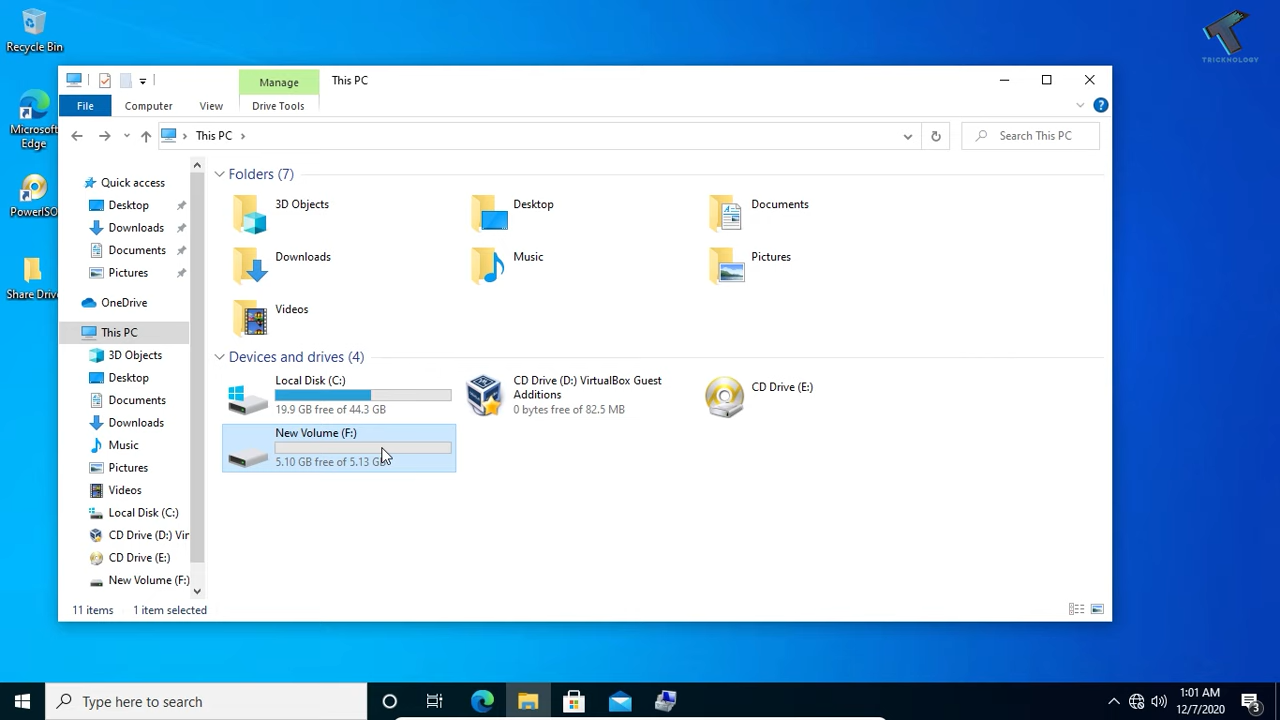 Recycle Bin
TRICKNOLOGY
Manage
This PC
File
Computer
View
Drive Tools
Microsoft
Edge
This PC
Search This PC
PowerISO
Share Drive
Quick access
Desktop
Downloads
Documents
Pictures
OneDrive
This PC
3D Objects
Desktop
Documents
Downloads
Music
Pictures
Videos
Local Disk (C:)
CD Drive (D:) Vir
CD Drive (E:)
New Volume (F:)
Folders (7)
3D Objects
Desktop
Documents
Downloads
Music
Pictures
Videos
Devices and drives (4)
Local Disk (C:)
19.9 GB free of 44.3 GB
CD Drive (D:) VirtualBox Guest
Additions
0 bytes free of 82.5 MB
CD Drive (E:)
New Volume (F:)
5.10 GB free of 5.13 GB
11 items
1 item selected
Type here to search
1:01 AM
12/7/2020
3